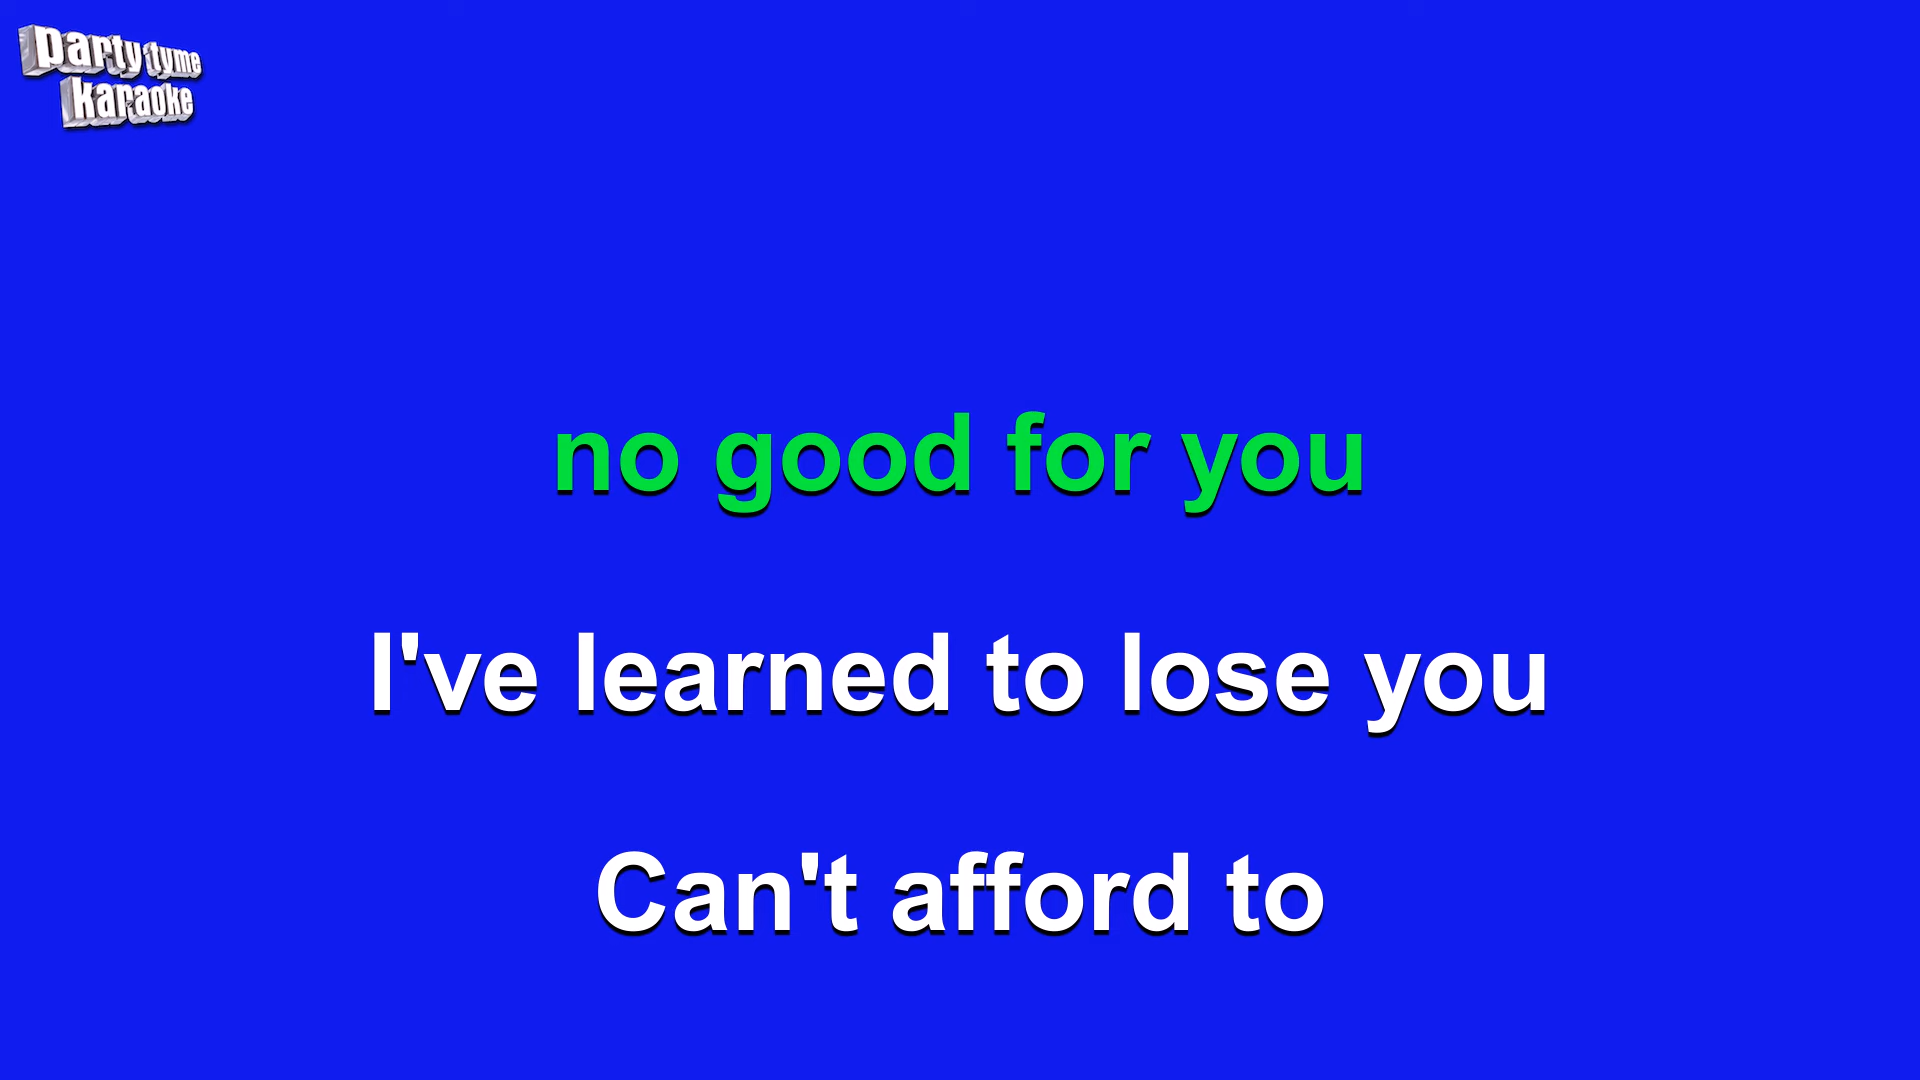 party tyme
karaoke
no good for you
I've learned to lose you
Can't afford to